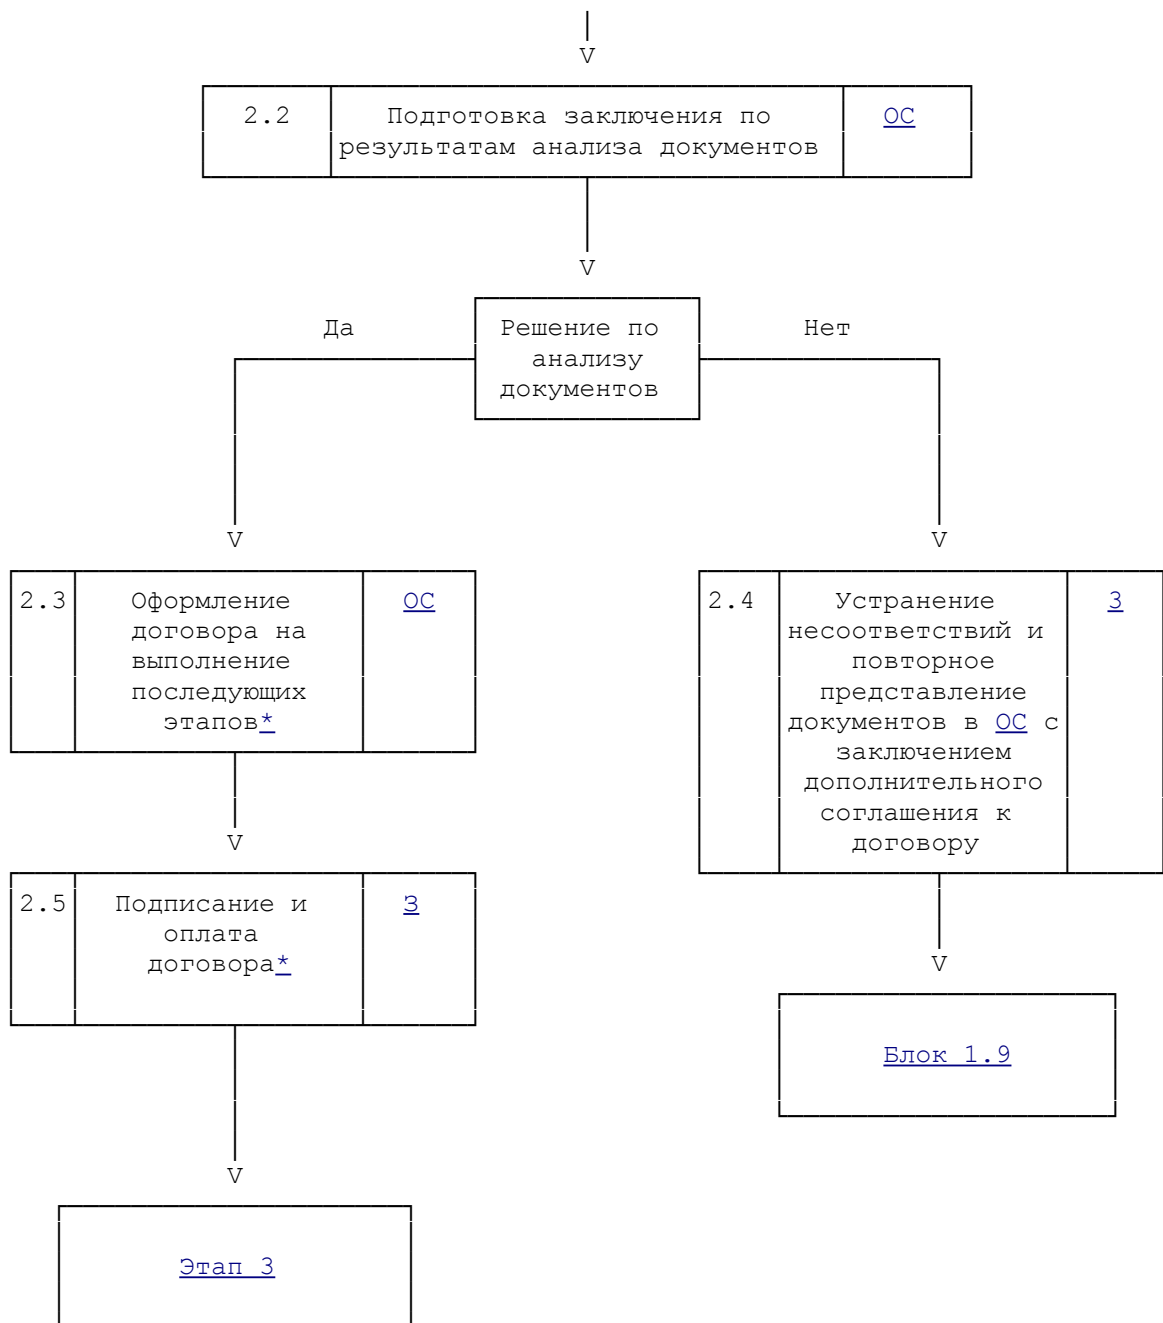 V
2.2
Подготовка заключения по
результатам анализа документов
ОС
V
Да
Решение по
анализу
документов
Нет
V
V
2.3
Оформление
договора на
выполнение
последующих
этапов*
ОС
2.4
Устранение
несоответствий и
повторное
представление
документов в ОС с
заключением
дополнительного
соглашения к
договору
З
V
2.5
Подписание и
оплата
договора*
З
V
Блок 1.9
V
Этап 3